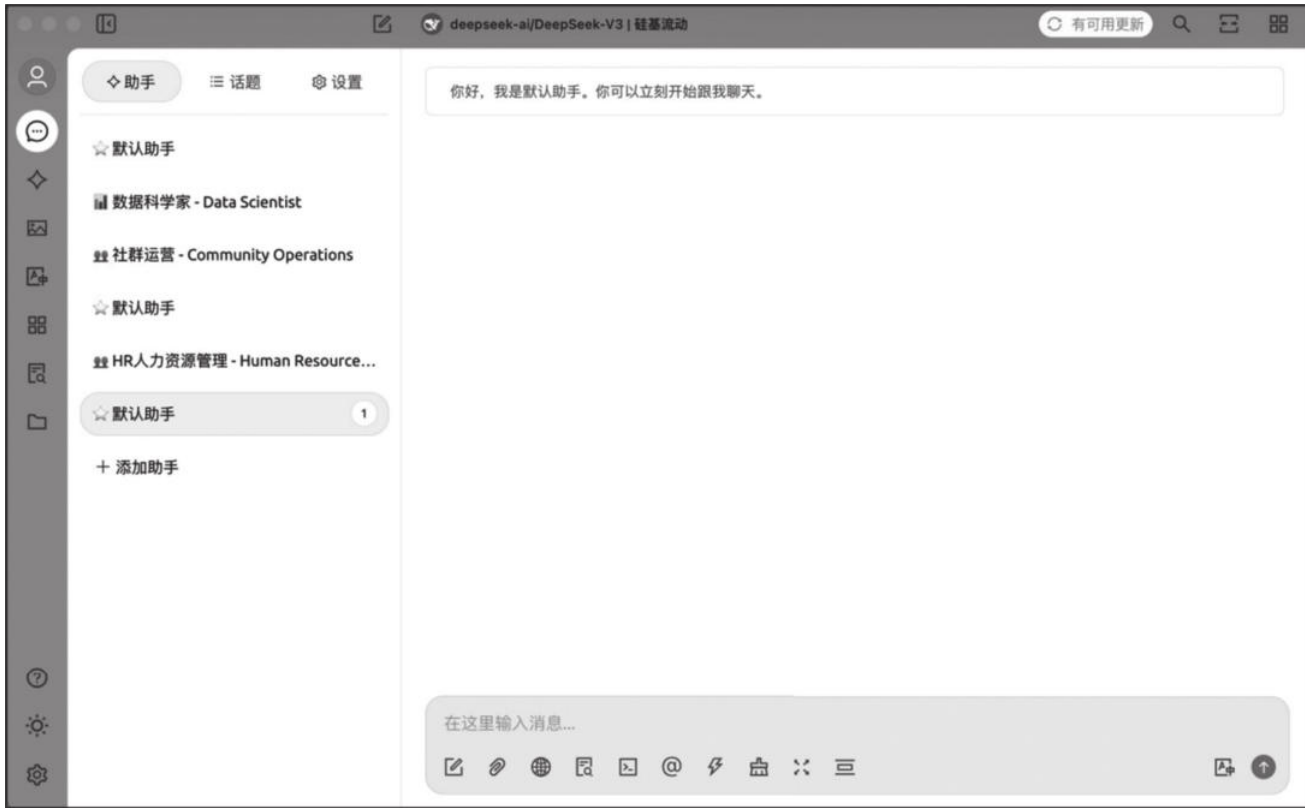 deepseek-ai/DeepSeek-V3 | 硅基流动
有可用更新
助手
话题
设置
你好，我是默认助手。你可以立刻开始跟我聊天。
默认助手
数据科学家 - Data Scientist
社群运营 - Community Operations
默认助手
HR人力资源管理 - Human Resource...
默认助手
1
添加助手
在这里输入消息...